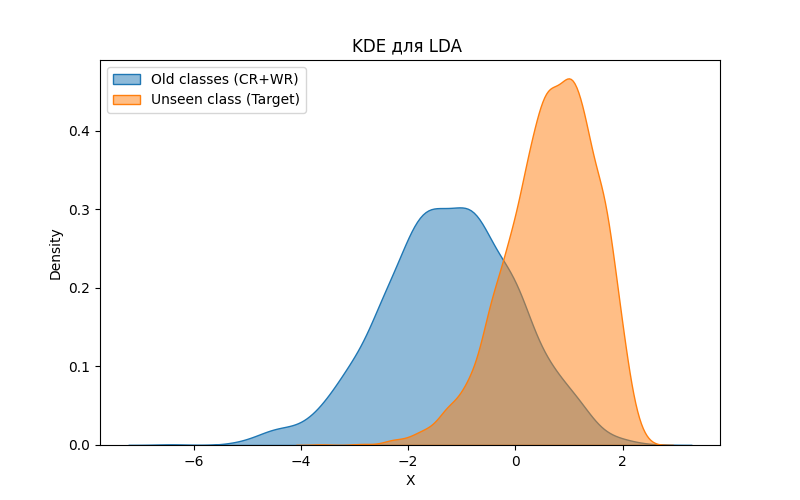 KDE для LDA
Old classes (CR+WR)
Unseen class (Target)
Density
0.4
0.3
0.2
0.1
0.0
−6
−4
−2
0
2
X